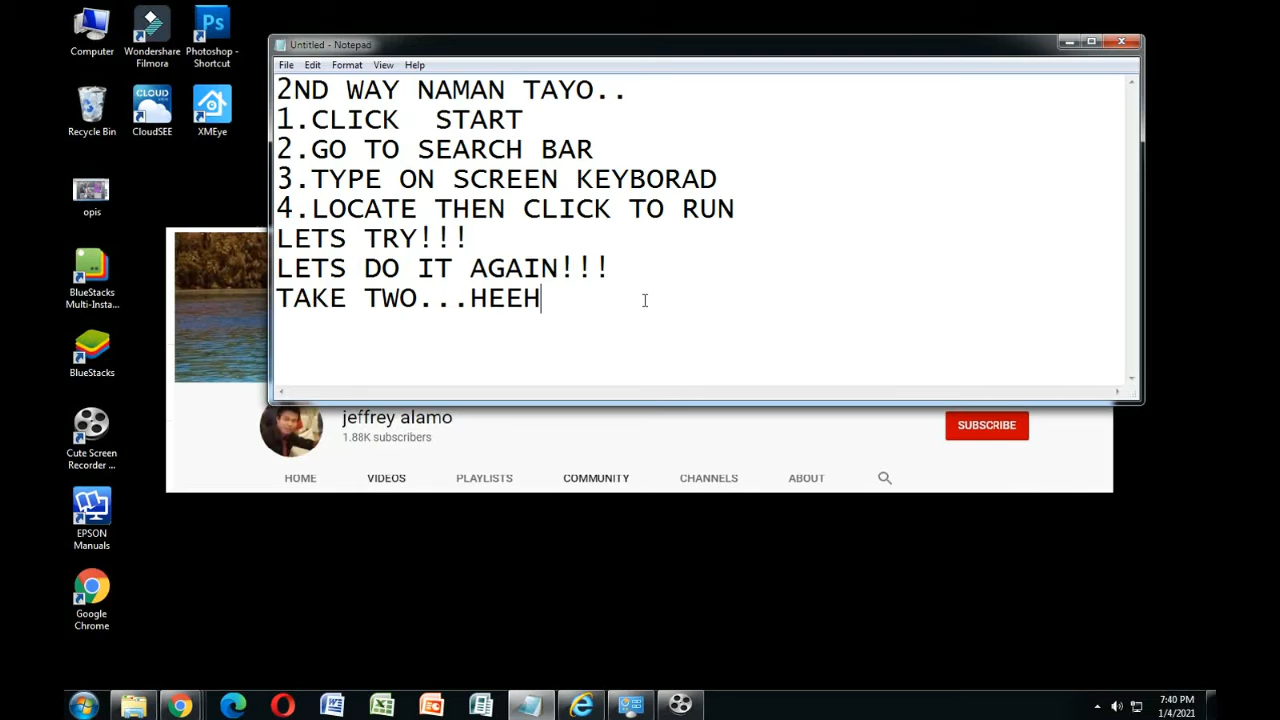 Computer
Wondershare Filmora
Photoshop - Shortcut
Ps
Recycle Bin
CLOUD SEE
CloudSEE
XMEye
opis
BlueStacks Multi-Insta...
BlueStacks
Cute Screen Recorder ...
EPSON Manuals
Google Chrome
Untitled - Notepad
File Edit Format View Help
2ND WAY NAMAN TAYO..
1.CLICK  START
2.GO TO SEARCH BAR
3.TYPE ON SCREEN KEYBORAD
4.LOCATE THEN CLICK TO RUN
LETS TRY!!!
LETS DO IT AGAIN!!!
TAKE TWO...HEEH
jeffrey alamo
1.88K subscribers
SUBSCRIBE
HOME VIDEOS PLAYLISTS COMMUNITY CHANNELS ABOUT
7:40 PM
1/4/2021